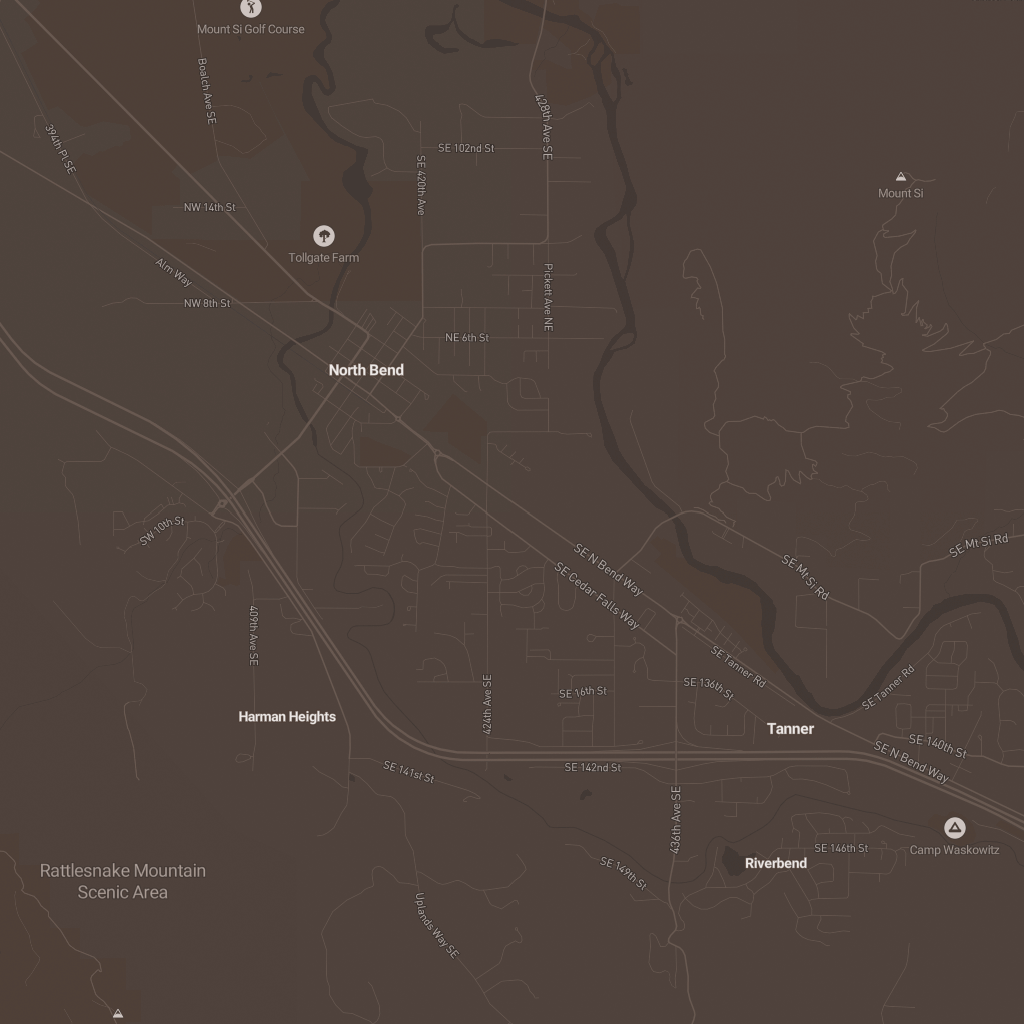 Mount Si Golf Course
Boalch Ave SE
428th Ave SE
394th Pl SE
SE 102nd St
SE 420th Ave
Mount Si
NW 14th St
Tollgate Farm
Alm Way
Pickett Ave NE
NW 8th St
NE 6th St
North Bend
SW 10th St
SE Mt Si Rd
SE N Bend Way
SE Mt Si Rd
SE Cedar Falls Way
409th Ave SE
SE Tanner Rd
SE Tanner Rd
SE 136th St
SE 16th St
424th Ave SE
Harman Heights
Tanner
SE 140th St
SE N Bend Way
SE 142nd St
SE 141st St
436th Ave SE
Camp Waskowitz
SE 146th St
Riverbend
SE 149th St
Rattlesnake Mountain
Scenic Area
Uplands Way SE